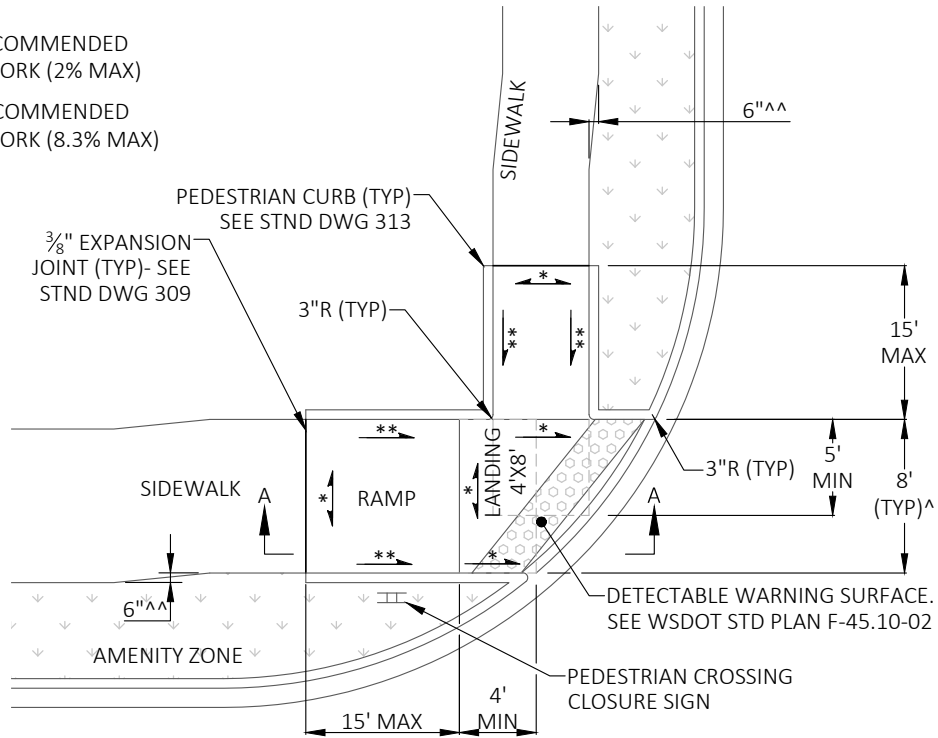 COMMENDED
ORK (2% MAX)
COMMENDED
ORK (8.3% MAX)
SIDEWALK
6"^^
PEDESTRIAN CURB (TYP)
SEE STND DWG 313
3⁄8" EXPANSION
JOINT (TYP)- SEE
STND DWG 309
3"R (TYP)
*
**
**
15'
MAX
**
*
LANDING
4'X8'
5'
MIN
3"R (TYP)
8'
(TYP)^
SIDEWALK
A
*
RAMP
*
A
**
*
6"^^
DETECTABLE WARNING SURFACE.
SEE WSDOT STD PLAN F-45.10-02
AMENITY ZONE
PEDESTRIAN CROSSING
CLOSURE SIGN
4'
MIN
15' MAX